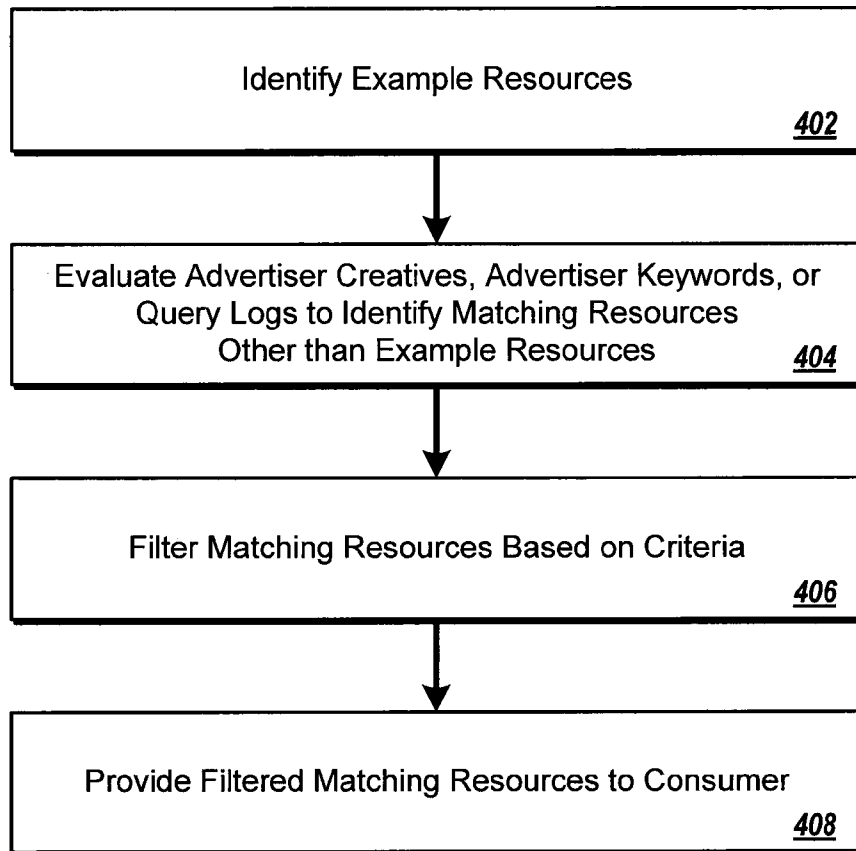 Identify Example Resources
402
Evaluate Advertiser Creatives, Advertiser Keywords, or
Query Logs to Identify Matching Resources
Other than Example Resources
404
Filter Matching Resources Based on Criteria
406
Provide Filtered Matching Resources to Consumer
408